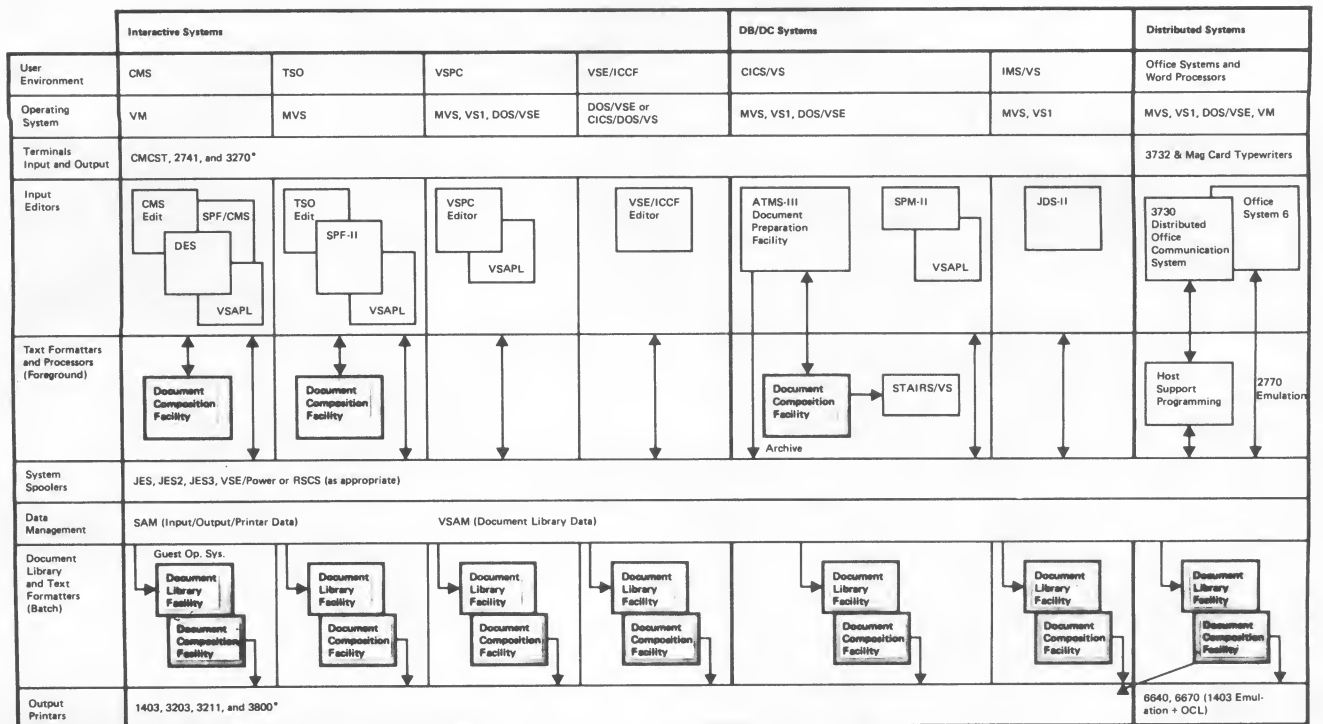 Interactive Systems
DB/DC Systems
Distributed Systems
User
Environment
CMS
TSO
VSPC
VSE/ICCF
CICS/VS
IMS/VS
Office Systems and
Word Processors
Operating
System
VM
MVS
MVS, VS1, DOS/VSE
DOS/VSE or
CICS/DOS/VS
MVS, VS1, DOS/VSE
MVS, VS1
MVS, VS1, DOS/VSE, VM
Terminals
Input and Output
CMCST, 2741, and 3270*
3732 & Mag Card Typewriters
Input
Editors
CMS
Edit
SPF/CMS
DES
VSAPL
TSO
Edit
SPF-II
VSAPL
VSPC
Editor
VSAPL
VSE/ICCF
Editor
ATMS-III
Document
Preparation
Facility
SPM-II
VSAPL
JDS-II
3730
Distributed
Office
Communication
System
Office
System 6
Taxt Formattars
and Processors
(Foreground)
Document
Composition
Facility
Document
Composition
Facility
Document
Composition
Facility
STAIRS/VS
Archive
Host
Support
Programming
2770
Emulation
System
Spoolers
JES, JES2, JES3, VSE/Power or RSCS (as appropriate)
Data
Management
SAM (Input/Output/Printer Data)
VSAM (Document Library Data)
Document
Library
and Text
Formatters
(Batch)
Guest Op. Sys.
Document
Library
Facility
Document
Composition
Facility
Document
Library
Facility
Document
Composition
Facility
Document
Library
Facility
Document
Composition
Facility
Document
Library
Facility
Document
Composition
Facility
Document
Library
Facility
Document
Composition
Facility
Document
Library
Facility
Document
Composition
Facility
Document
Library
Facility
Document
Composition
Facility
Output
Printars
1403, 3203, 3211, and 3800*
6640, 6670 (1403 Emul-
ation + OCL)